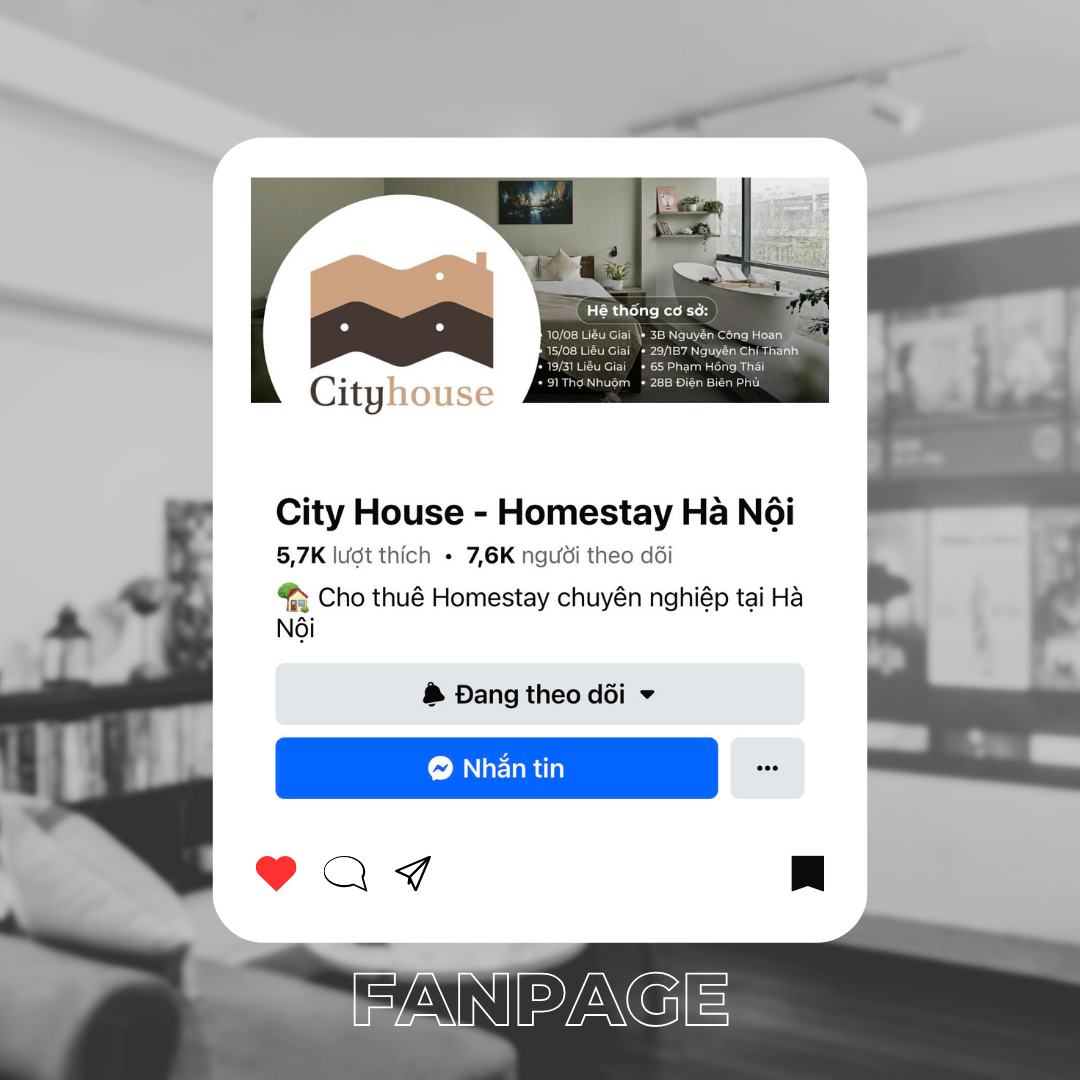 Cityhouse
Hệ thống cơ sở:
• 10/08 Liễu Giai
• 15/08 Liễu Giai
• 19/31 Liễu Giai
• 91 Thợ Nhuộm
• 3B Nguyễn Công Hoan
• 29/1B7 Nguyễn Chí Thanh
• 65 Phạm Hồng Thái
• 28B Điện Biên Phủ
City House - Homestay Hà Nội
5,7K lượt thích • 7,6K người theo dõi
🏡 Cho thuê Homestay chuyên nghiệp tại Hà
Nội
Đang theo dõi
Nhắn tin
FANPAGE